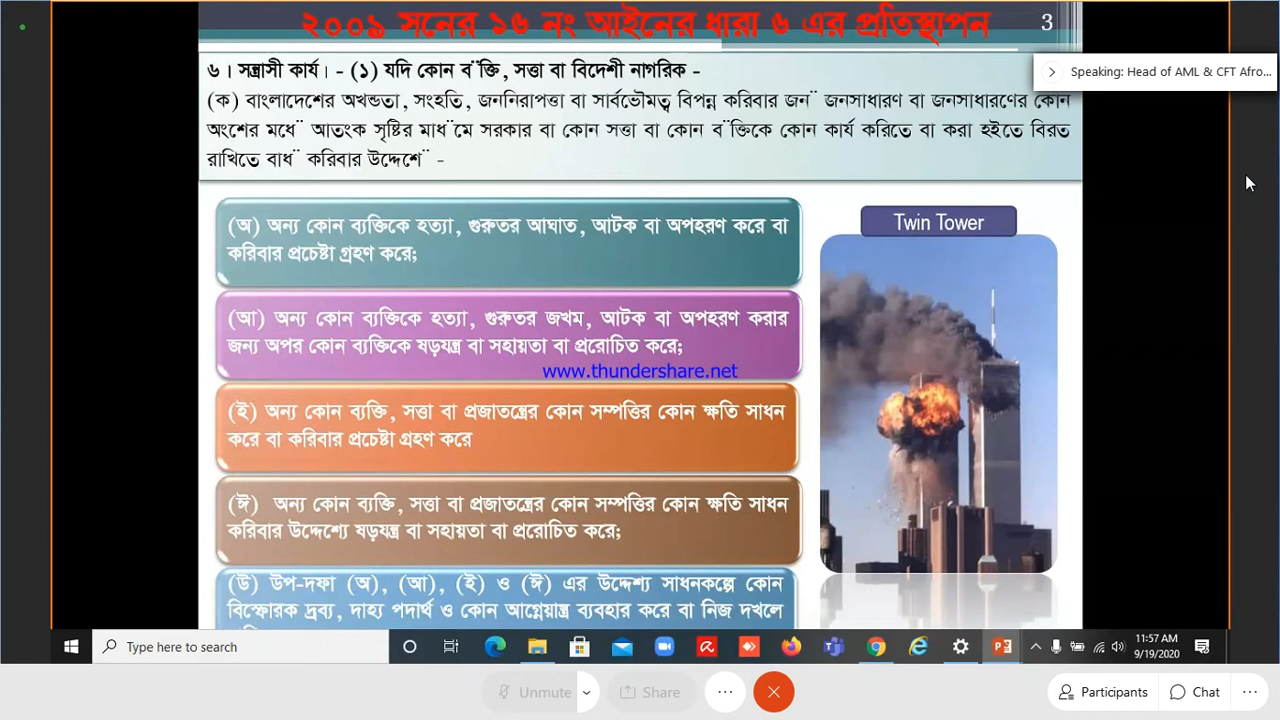 ২০০৯ সনের ১৬ নং আইনের ধারা ৬ এর প্রতিস্থাপন
3
Speaking: Head of AML & CFT Afro...
৬। সন্ত্রাসী কার্য। - (১) যদি কোন ব¨ক্তি, সত্তা বা বিদেশী নাগরিক -
(ক) বাংলাদেশের অখন্ডতা, সংহতি, জননিরাপত্তা বা সার্বভৌমত্ব বিপন্ন করিবার জন¨ জনসাধারণ বা জনসাধারণের কোন
অংশের মধে¨ আতংক সৃষ্টির মাধ¨মে সরকার বা কোন সত্তা বা কোন ব¨ক্তিকে কোন কার্য করিতে বা করা হইতে বিরত
রাখিতে বাধ¨ করিবার উদ্দেশে¨ -
(অ) অন্য কোন ব্যক্তিকে হত্যা, গুরুতর আঘাত, আটক বা অপহরণ করে বা
করিবার প্রচেষ্টা গ্রহণ করে;
Twin Tower
(আ) অন্য কোন ব্যক্তিকে হত্যা, গুরুতর জখম, আটক বা অপহরণ করার
জন্য অপর কোন ব্যক্তিকে ষড়যন্ত্র বা সহায়তা বা প্ররোচিত করে;
www.thundershare.net
(ই) অন্য কোন ব্যক্তি, সত্তা বা প্রজাতন্ত্রের কোন সম্পত্তির কোন ক্ষতি সাধন
করে বা করিবার প্রচেষ্টা গ্রহণ করে
(ঈ) অন্য কোন ব্যক্তি, সত্তা বা প্রজাতন্ত্রের কোন সম্পত্তির কোন ক্ষতি সাধন
করিবার উদ্দেশ্যে ষড়যন্ত্র বা সহায়তা বা প্ররোচিত করে;
(উ) উপ-দফা (অ), (আ), (ই) ও (ঈ) এর উদ্দেশ্য সাধনকল্পে কোন
বিস্ফোরক দ্রব্য, দাহ্য পদার্থ ও কোন আগ্নেয়াস্ত্র ব্যবহার করে বা নিজ দখলে
Type here to search
11:57 AM
9/19/2020
Unmute
Share
Participants
Chat